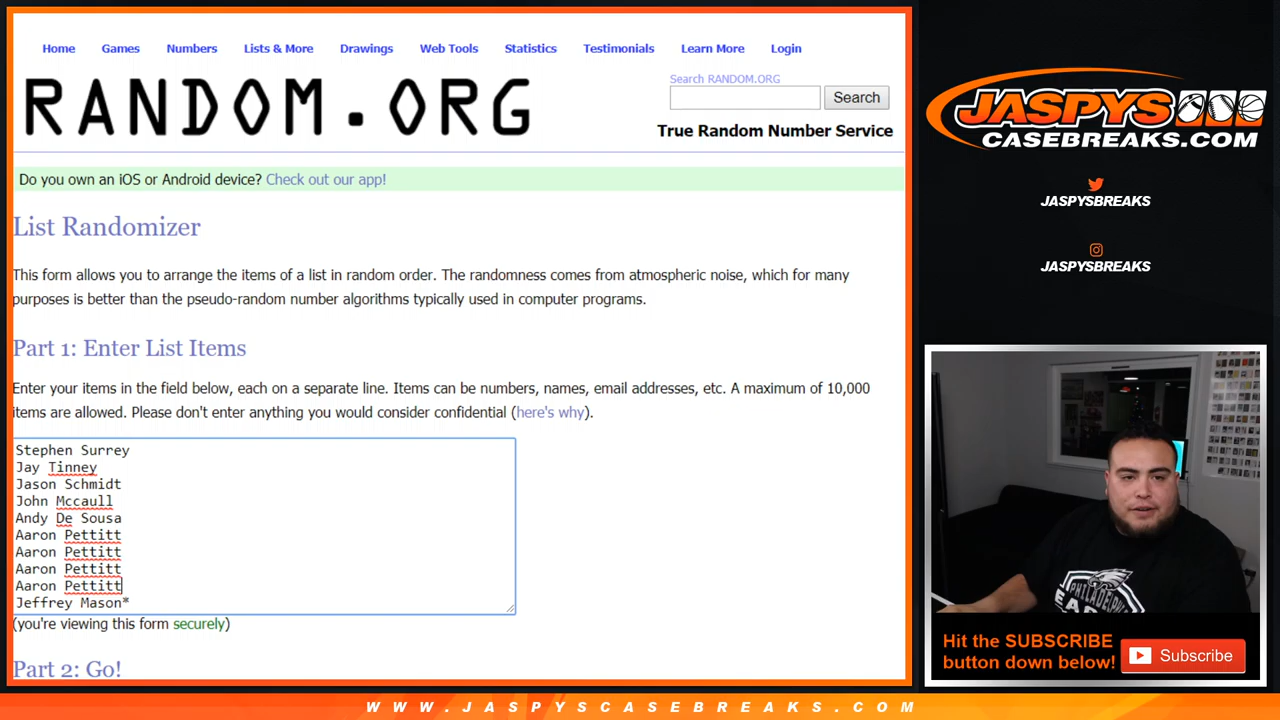 Home Games Numbers Lists & More Drawings Web Tools Statistics Testimonials Learn More Login
RANDOM.ORG
Search RANDOM.ORG
Search
True Random Number Service
Do you own an iOS or Android device? Check out our app!
List Randomizer
This form allows you to arrange the items of a list in random order. The randomness comes from atmospheric noise, which for many
purposes is better than the pseudo-random number algorithms typically used in computer programs.
Part 1: Enter List Items
Enter your items in the field below, each on a separate line. Items can be numbers, names, email addresses, etc. A maximum of 10,000
items are allowed. Please don't enter anything you would consider confidential (here's why).
Stephen Surrey
Jay Tinney
Jason Schmidt
John Mccaull
Andy De Sousa
Aaron Pettitt
Aaron Pettitt
Aaron Pettitt
Aaron Pettitt
Jeffrey Mason*
(you're viewing this form securely)
Part 2: Go!
JASPYS
CASEBREAKS.COM
JASPYSBREAKS
JASPYSBREAKS
PHILADELPHIA
Hit the SUBSCRIBE
button down below!
Subscribe
WWW.JASPYSCASEBREAKS.COM